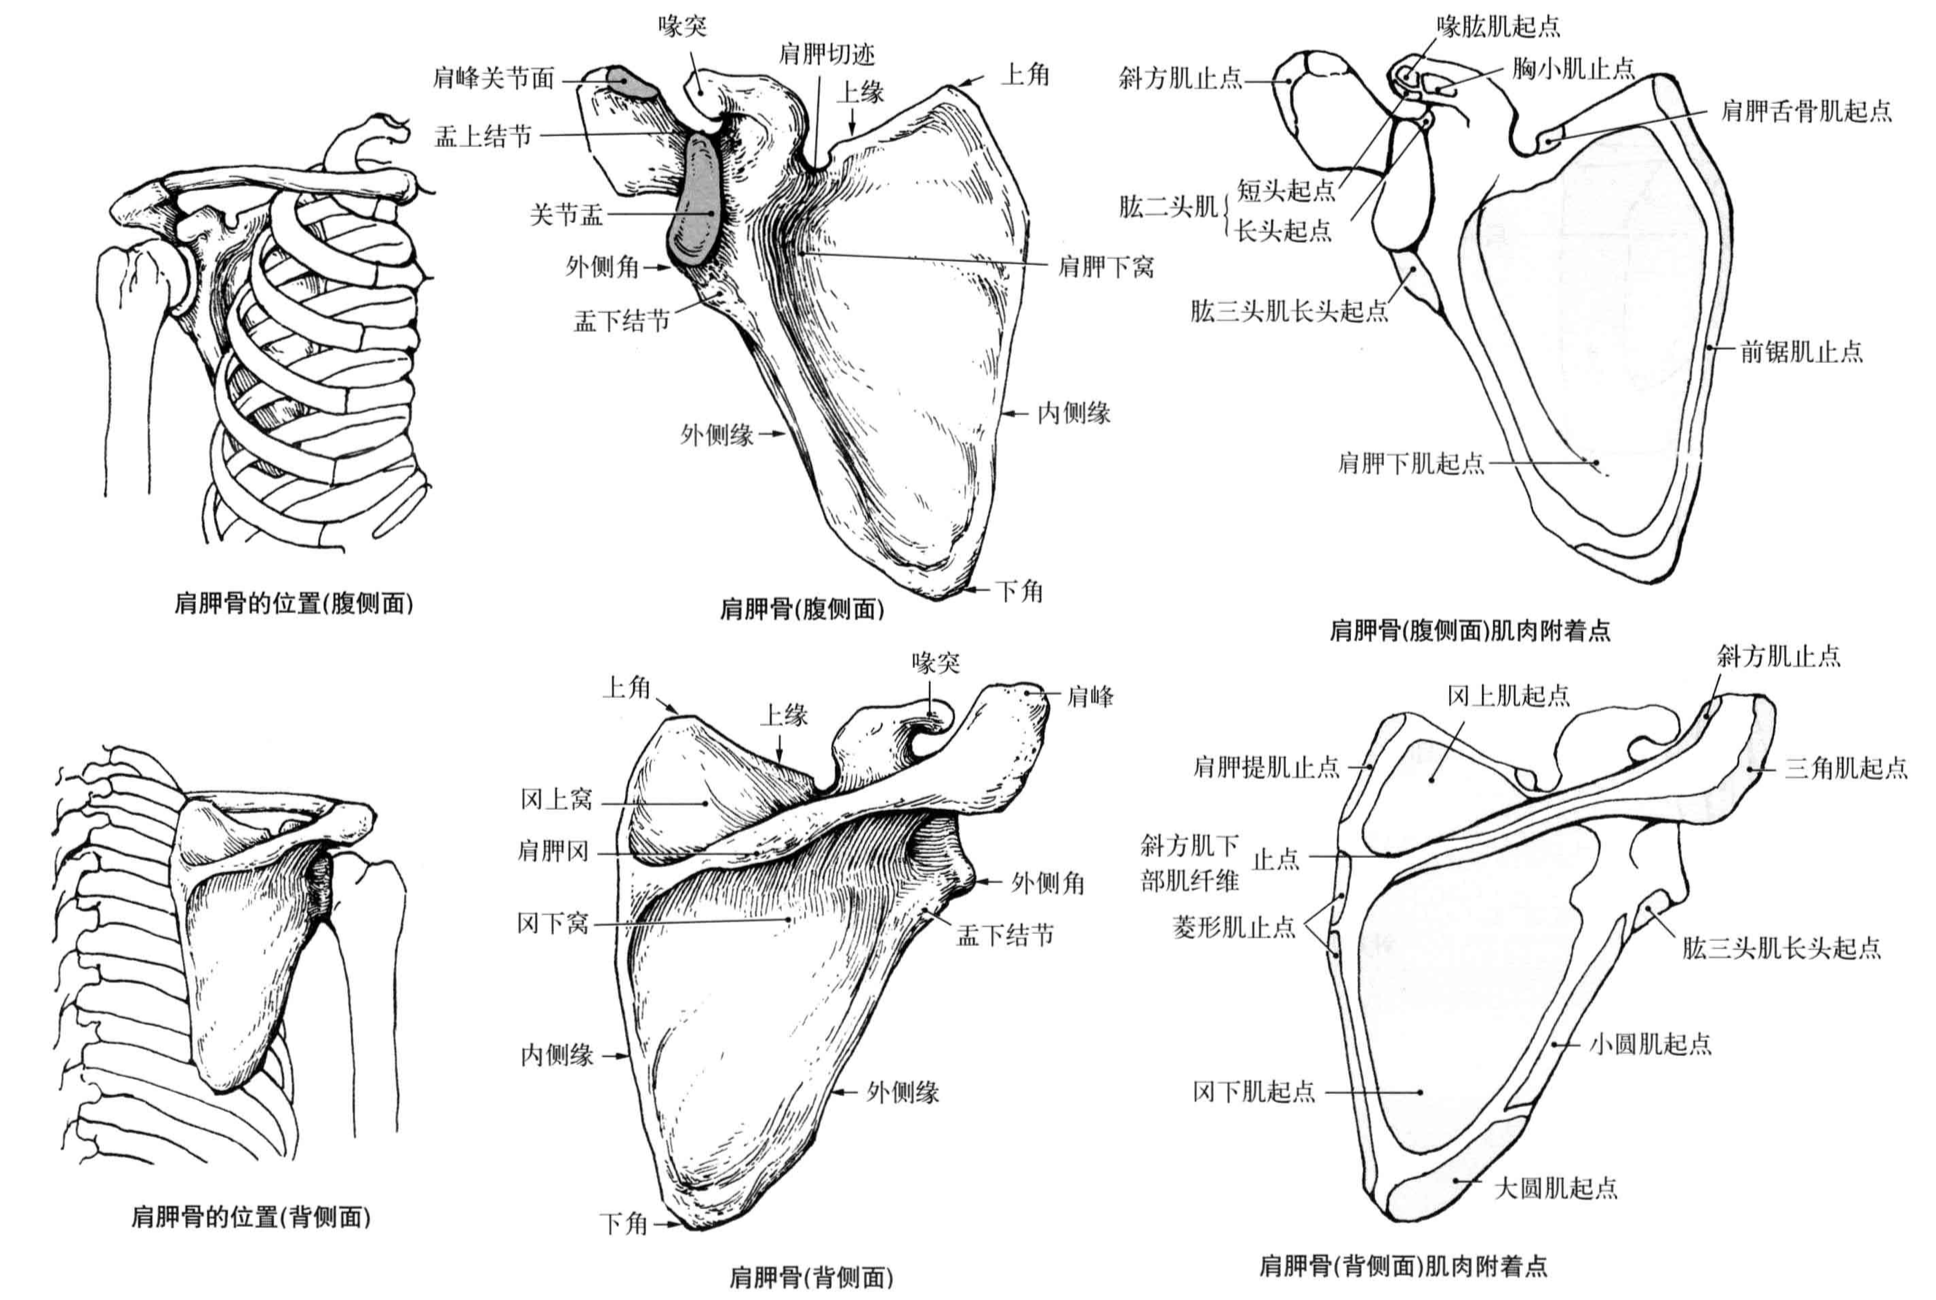 喙突
肩胛切迹
肩峰关节面
上缘
上角
盂上结节
关节盂
外侧角
肩胛下窝
盂下结节
内侧缘
外侧缘
下角
肩胛骨的位置(腹侧面)
肩胛骨(腹侧面)
喙肱肌起点
斜方肌止点
胸小肌止点
肩胛舌骨肌起点
肱二头肌{
短头起点
长头起点
肱三头肌长头起点
前锯肌止点
肩胛下肌起点
肩胛骨(腹侧面)肌肉附着点
喙突
上角
肩峰
上缘
冈上窝
肩胛冈
外侧角
冈下窝
盂下结节
内侧缘
外侧缘
下角
肩胛骨的位置(背侧面)
肩胛骨(背侧面)
斜方肌止点
冈上肌起点
肩胛提肌止点
三角肌起点
斜方肌下
部肌纤维
止点
菱形肌止点
肱三头肌长头起点
小圆肌起点
冈下肌起点
大圆肌起点
肩胛骨(背侧面)肌肉附着点